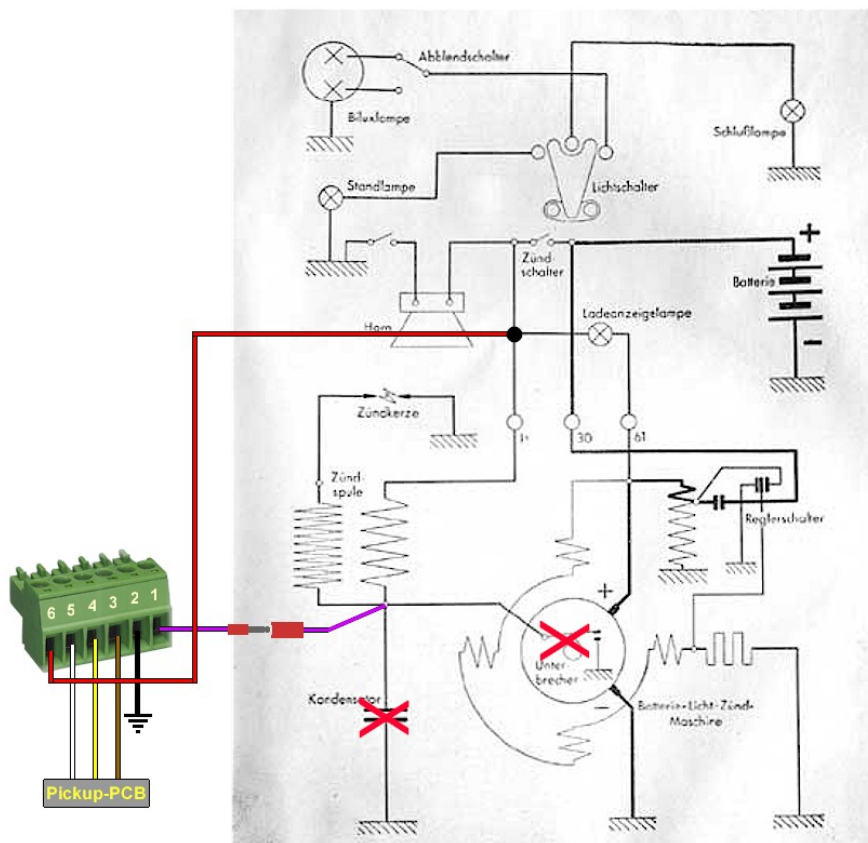 Abblendschalter
Biluxlampe
Schlußlampe
Standlampe
Lichtschalter
+
Zünd
schalter
Batterie
-
Horn
Ladeanzeigelampe
Zündkerze
30
61
Zünd-
spule
Reglerschalter
6 5 4 3 2 1
+
Unter
brecher
-
Kondensator
Batterie-Licht-Zünd-
Maschine
Pickup-PCB